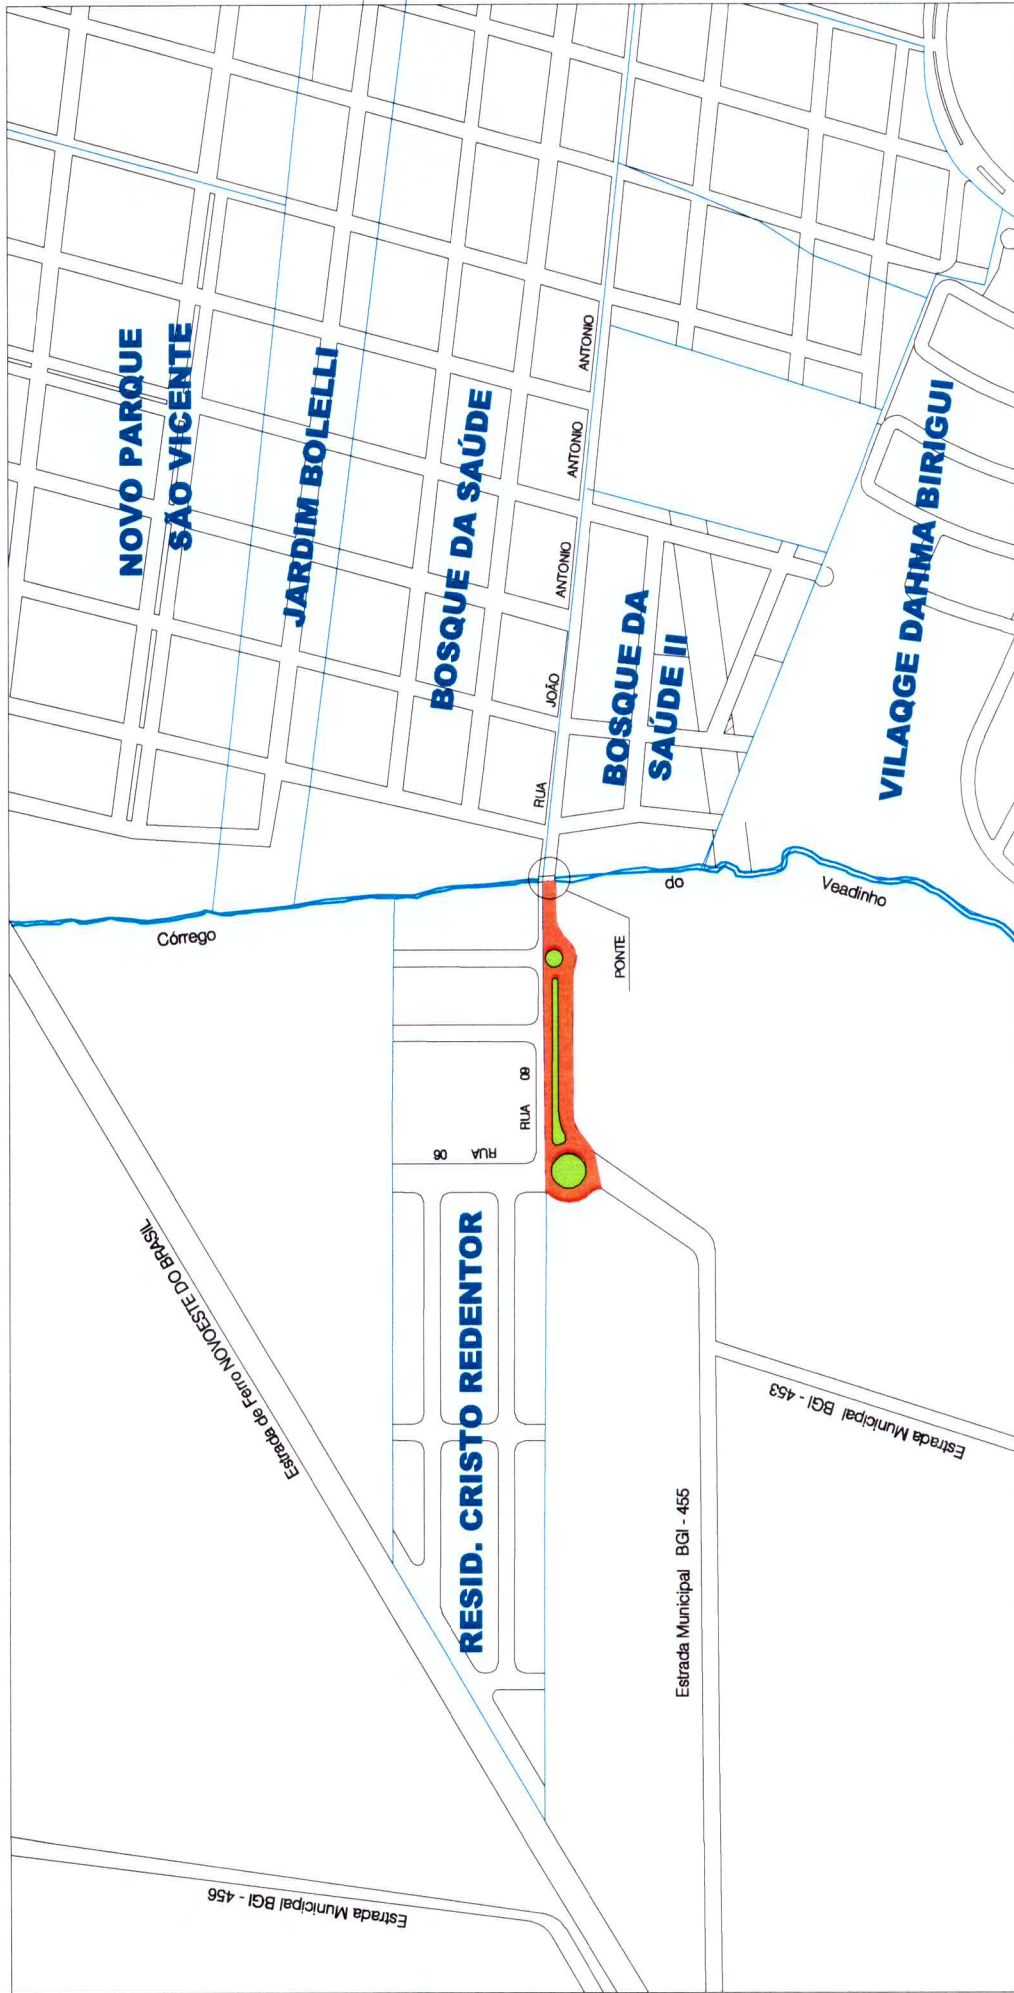 NOVO PARQUE
SÃO VICENTE
JARDIM BOLELLI
BOSQUE DA SAÚDE
RUA JOÃO ANTONIO ANTONIO ANTONIO
BOSQUE DA
SAÚDE II
VILAQGE DAHMA BIRIGUI
Córrego do Veadinho
PONTE
RUA 09
RUA 06
RESID. CRISTO REDENTOR
Estrada de Ferro NOVOESTE DO BRASIL
Estrada Municipal BGI - 453
Estrada Municipal BGI - 455
Estrada Municipal BGI - 456